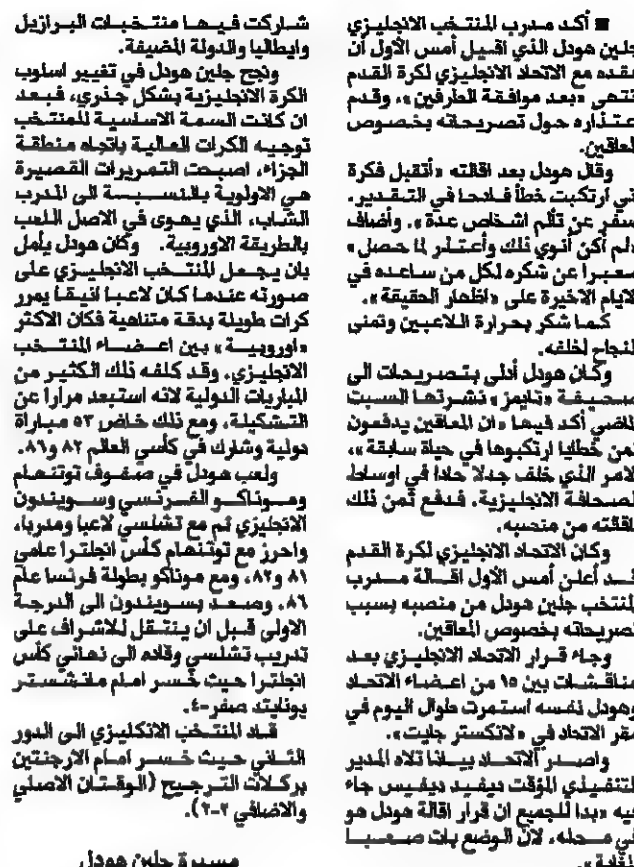 ■ أكد مدرب المنتخب الانجليزي
جلين هودل الذي اقيل أمس الأول ان
عقده مع الاتحاد الانجليزي لكرة القدم
انتهى «بعد موافقة الطرفين»، وقدم
اعتذاره حول تصريحاته بخصوص
المعاقين.
وقال هودل بعد اقالته «أتقبل فكرة
اني ارتكبت خطأ فادحا في التقدير،
اسفر عن تألم اشخاص عدة». وأضاف
«لم أكن أنوي ذلك وأعتذر لما حصل»
معبرا عن شكره لكل من ساعده في
الايام الاخيرة على «اظهار الحقيقة».
كما شكر بحرارة اللاعبين وتمنى
النجاح لخلفه.
وكان هودل أدلى بتصريحات الى
صحيفة «تايمز» نشرتها السبت
الماضي أكد فيها «ان المعاقين يدفعون
ثمن خطايا ارتكبوها في حياة سابقة»،
الامر الذي خلف جدلا حادا في اوساط
الصحافة الانجليزية، فدفع ثمن ذلك
اقالته من منصبه.
وكان الاتحاد الانجليزي لكرة القدم
قد أعلن أمس الأول اقالة مدرب
المنتخب جلين هودل من منصبه بسبب
تصريحاته بخصوص المعاقين.
وجاء قرار الاتحاد الانجليزي بعد
مناقشات بين ١٥ من اعضاء الاتحاد
وهودل نفسه استمرت طوال اليوم في
مقر الاتحاد في «لانكستر جايت».
واصدر الاتحاد بيانا تلاه المدير
التنفيذي المؤقت ديفيد ديفيس جاء
فيه «بدا للجميع ان قرار اقالة هودل هو
في محله، لان الوضع بات صعبا
للغاية».
شاركت فيها منتخبات البرازيل
وايطاليا والدولة المضيفة.
ونجح جلين هودل في تغيير اسلوب
الكرة الانجليزية بشكل جذري، فبعد
ان كانت السمة الاساسية للمنتخب
توجيه الكرات العالية باتجاه منطقة
الجزاء، اصبحت التمريرات القصيرة
هي الاولوية بالنسبة الى المدرب
الشاب، الذي يهوى في الاصل اللعب
بالطريقة الاوروبية. وكان هودل يأمل
بان يجعل المنتخب الانجليزي على
صورته عندما كان لاعبا انيقا يمرر
كرات طويلة بدقة متناهية فكان الاكثر
«اوروبية» بين اعضاء المنتخب
الانجليزي. وقد كلفه ذلك الكثير من
المباريات الدولية لانه استبعد مرارا عن
التشكيلة، ومع ذلك خاض ٥٣ مباراة
دولية وشارك في كأسي العالم ٨٢ و٨٦.
ولعب هودل في صفوف توتنهام
وموناكو الفرنسي وسويندون
الانجليزي ثم مع تشلسي لاعبا ومدربا،
واحرز مع توتنهام كأس انجلترا عامي
٨١ و٨٢، ومع موناكو بطولة فرنسا عام
٨٦، وصعد بسويندون الى الدرجة
الاولى قبل ان ينتقل للاشراف على
تدريب تشلسي وقاده الى نهائي كأس
انجلترا حيث خسر امام مانشستر
يونايتد صفر-٤.
قاد المنتخب الانكليزي الى الدور
الثاني حيث خسر امام الارجنتين
بركلات الترجيح (الوقتان الاصلي
والاضافي ٢-٢).
مسيرة جلين هودل